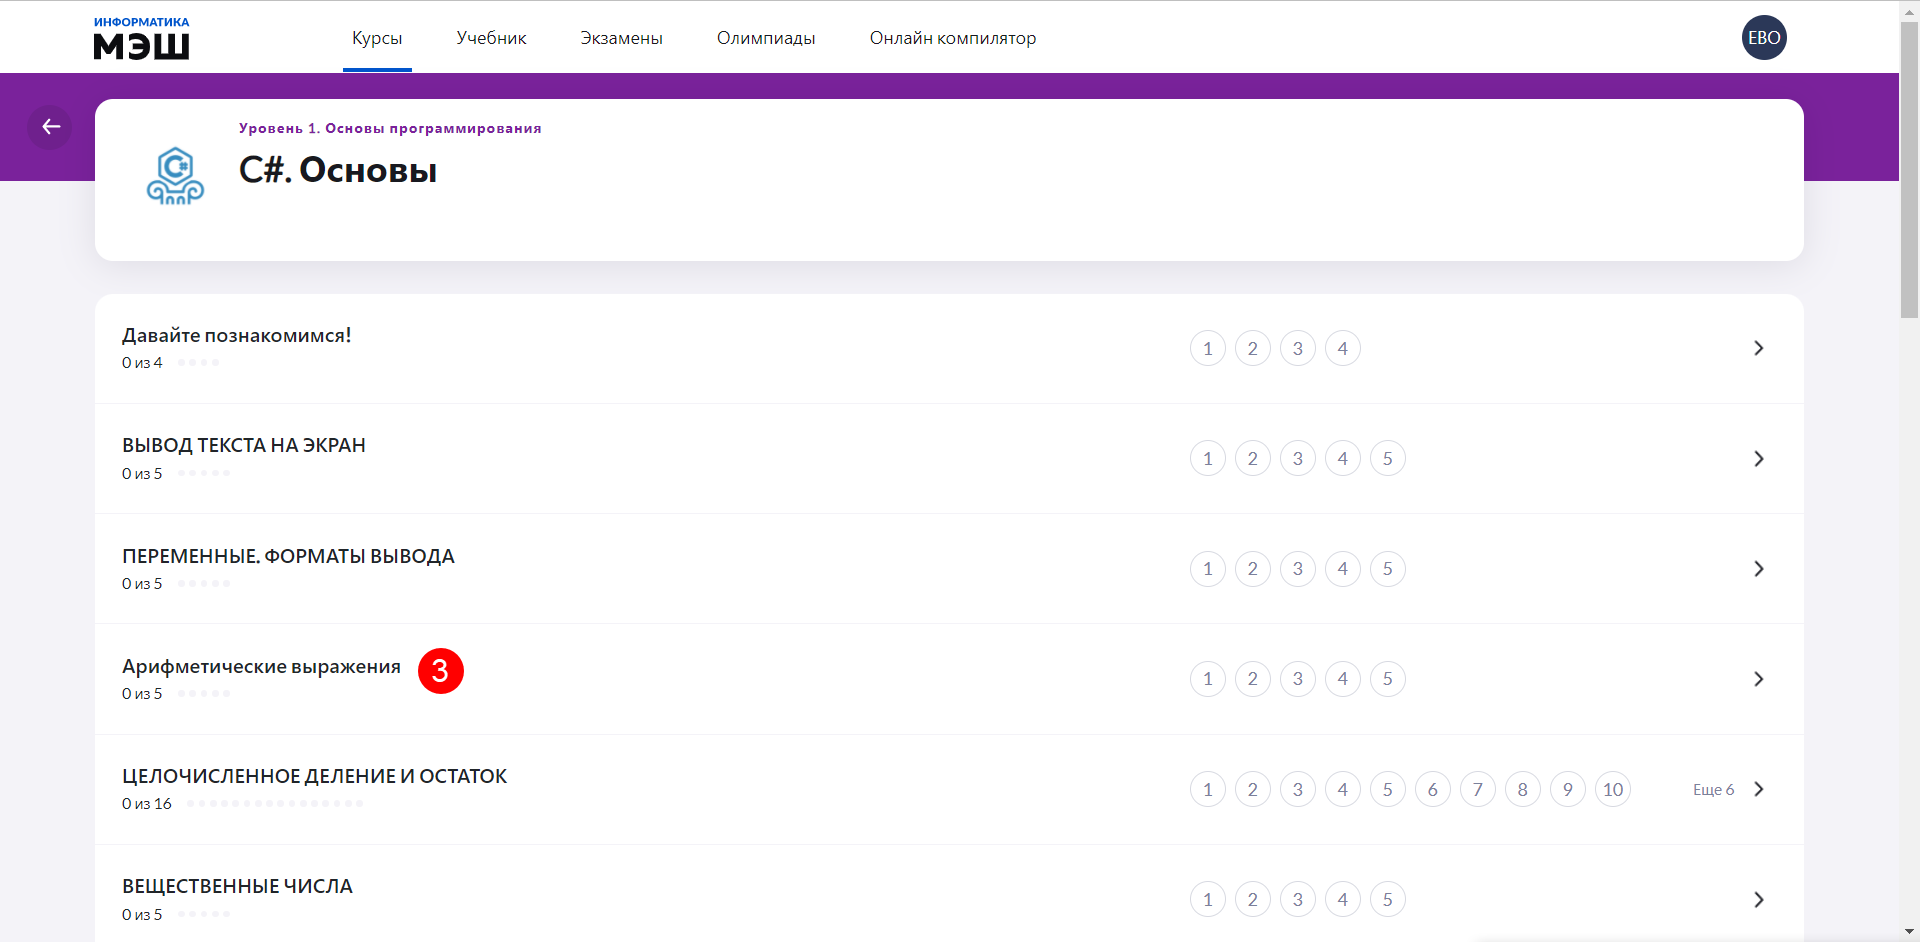 ИНФОРМАТИКА
МЭШ
Курсы
Учебник
Экзамены
Олимпиады
Онлайн компилятор
ЕВО
Уровень 1. Основы программирования
C#
C#. Основы
Давайте познакомимся!
0 из 4
1 2 3 4
ВЫВОД ТЕКСТА НА ЭКРАН
0 из 5
1 2 3 4 5
ПЕРЕМЕННЫЕ. ФОРМАТЫ ВЫВОДА
0 из 5
1 2 3 4 5
Арифметические выражения
3
0 из 5
1 2 3 4 5
ЦЕЛОЧИСЛЕННОЕ ДЕЛЕНИЕ И ОСТАТОК
0 из 16
1 2 3 4 5 6 7 8 9 10
Еще 6
ВЕЩЕСТВЕННЫЕ ЧИСЛА
0 из 5
1 2 3 4 5